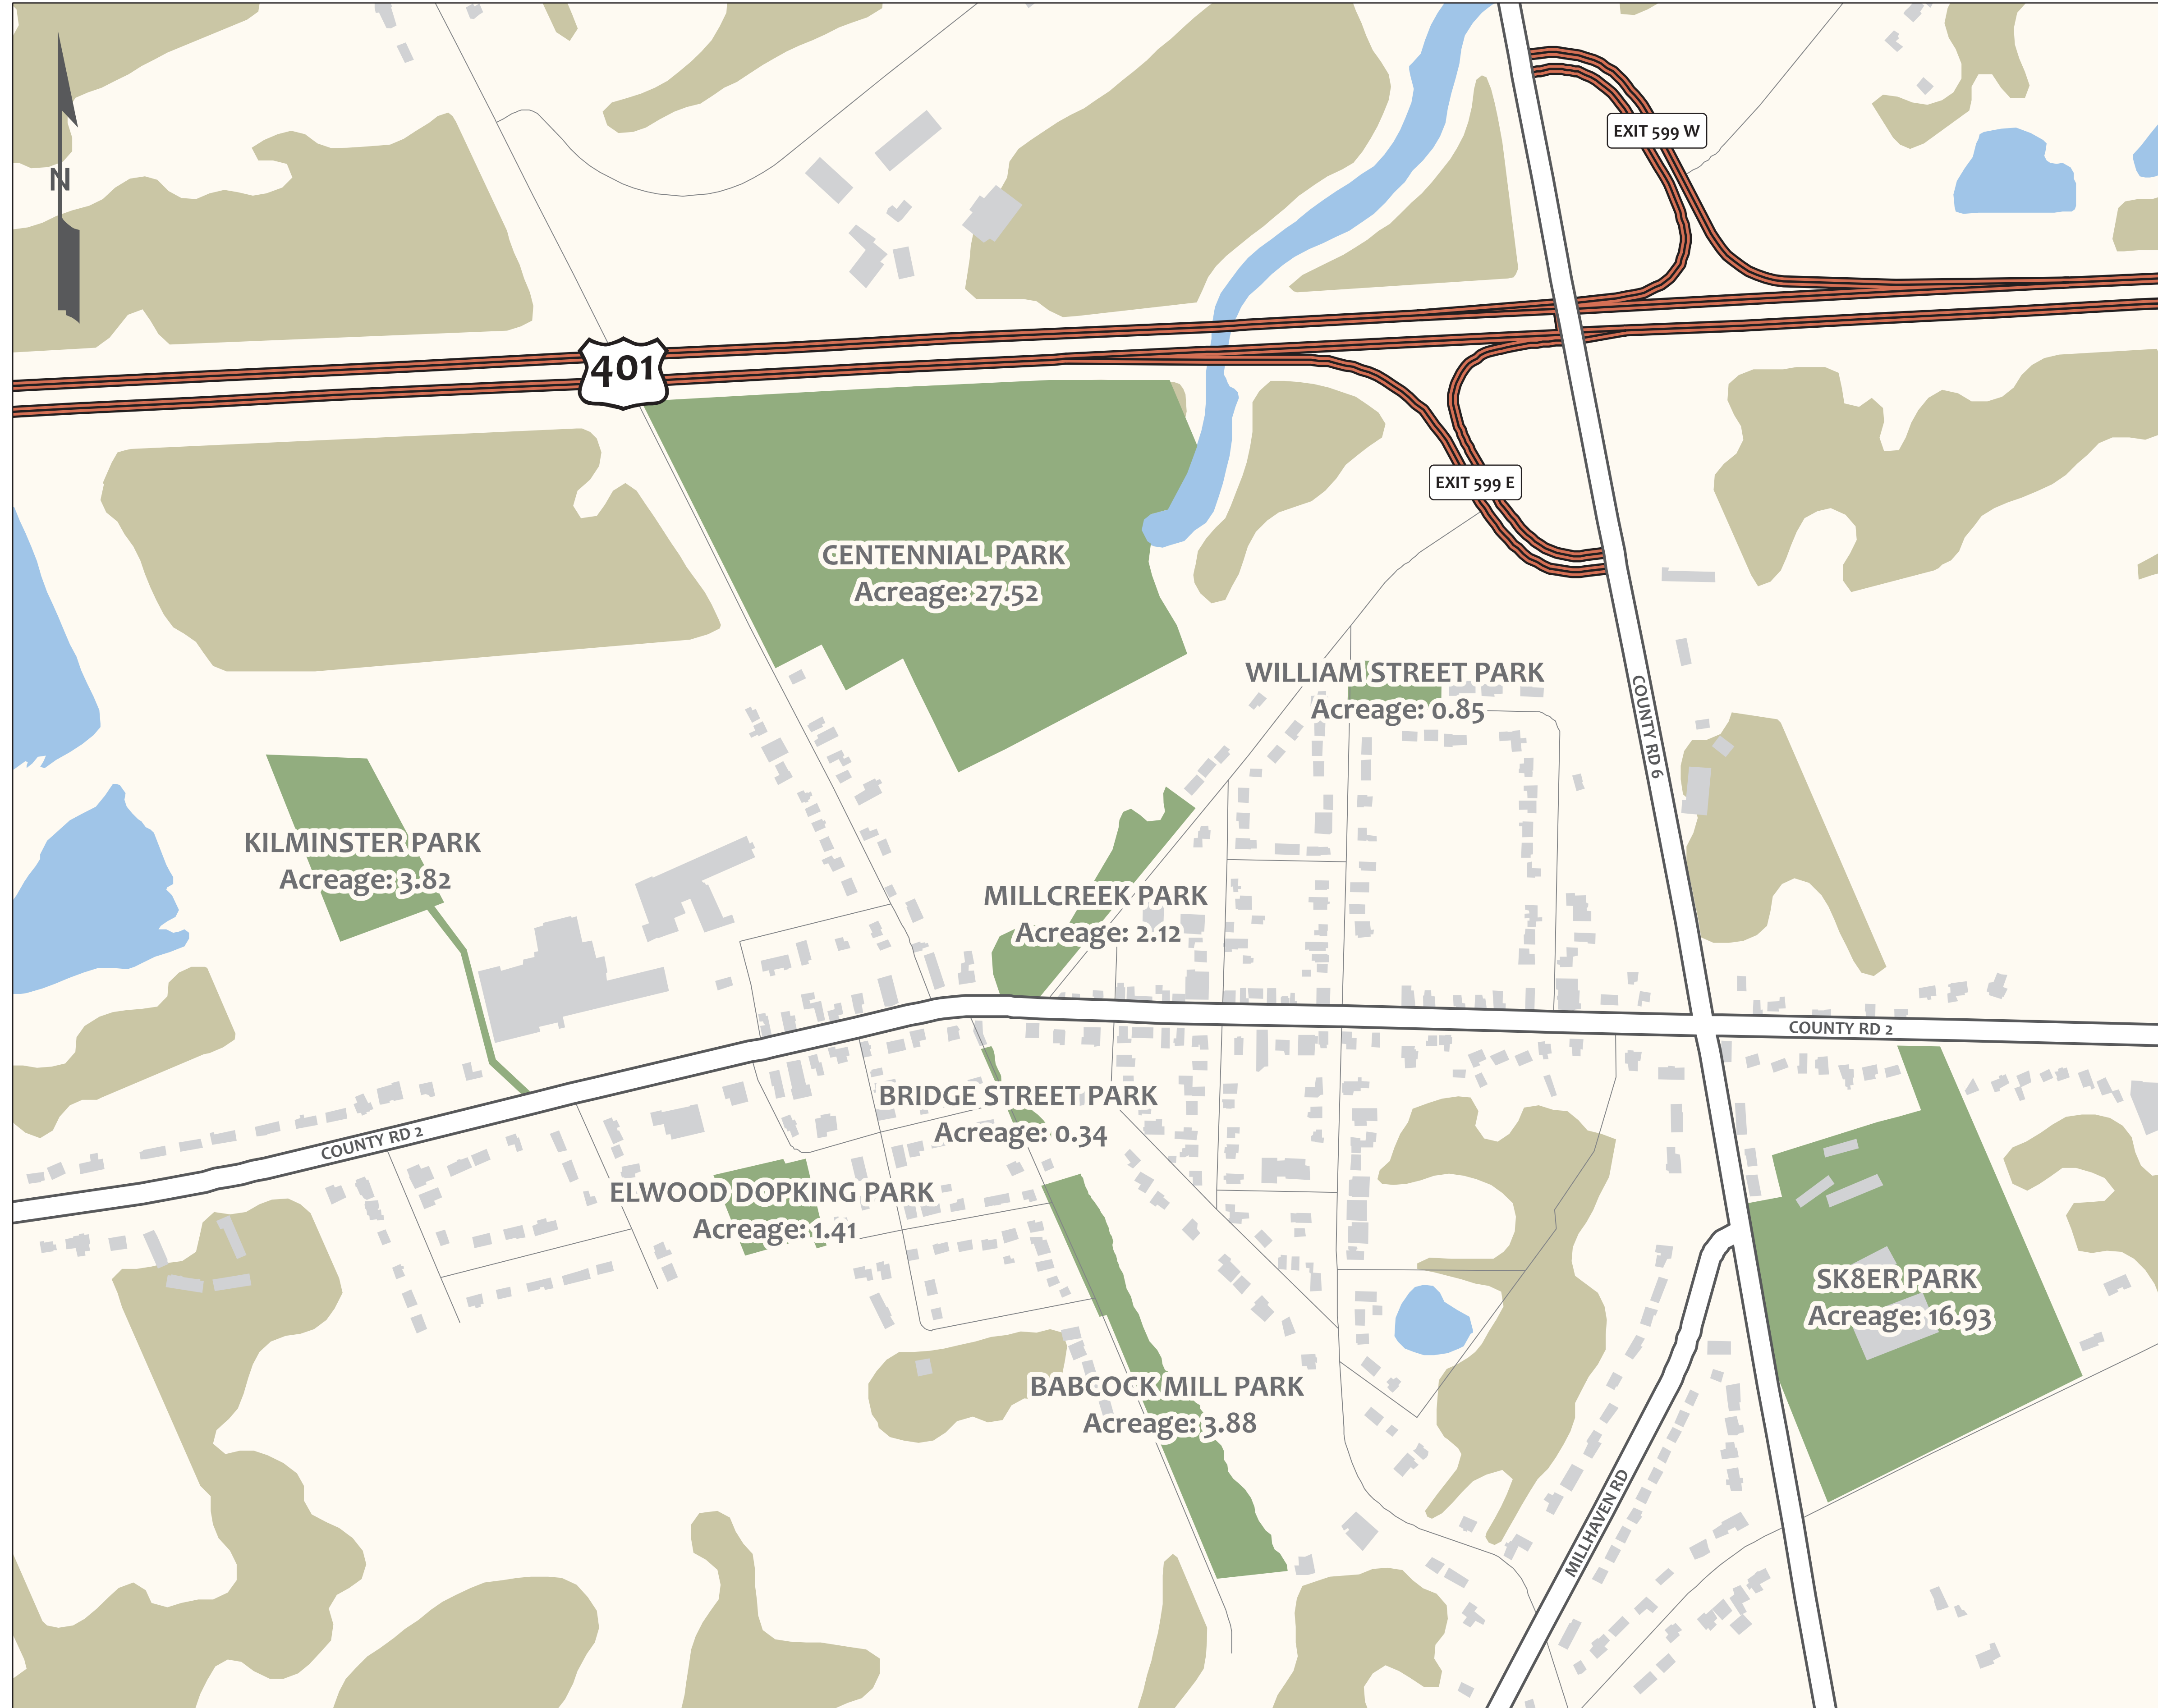 EXIT 599 W
N
401
EXIT 599 E
CENTENNIAL PARK
Acreage: 27.52
WILLIAM STREET PARK
Acreage: 0.85
COUNTY RD 6
KILMINSTER PARK
Acreage: 3.82
MILLCREEK PARK
Acreage: 2.12
COUNTY RD 2
BRIDGE STREET PARK
Acreage: 0.34
COUNTY RD 2
ELWOOD DOPKING PARK
Acreage: 1.41
SK8ER PARK
Acreage: 16.93
BABCOCK MILL PARK
Acreage: 3.88
MILLHAVEN RD